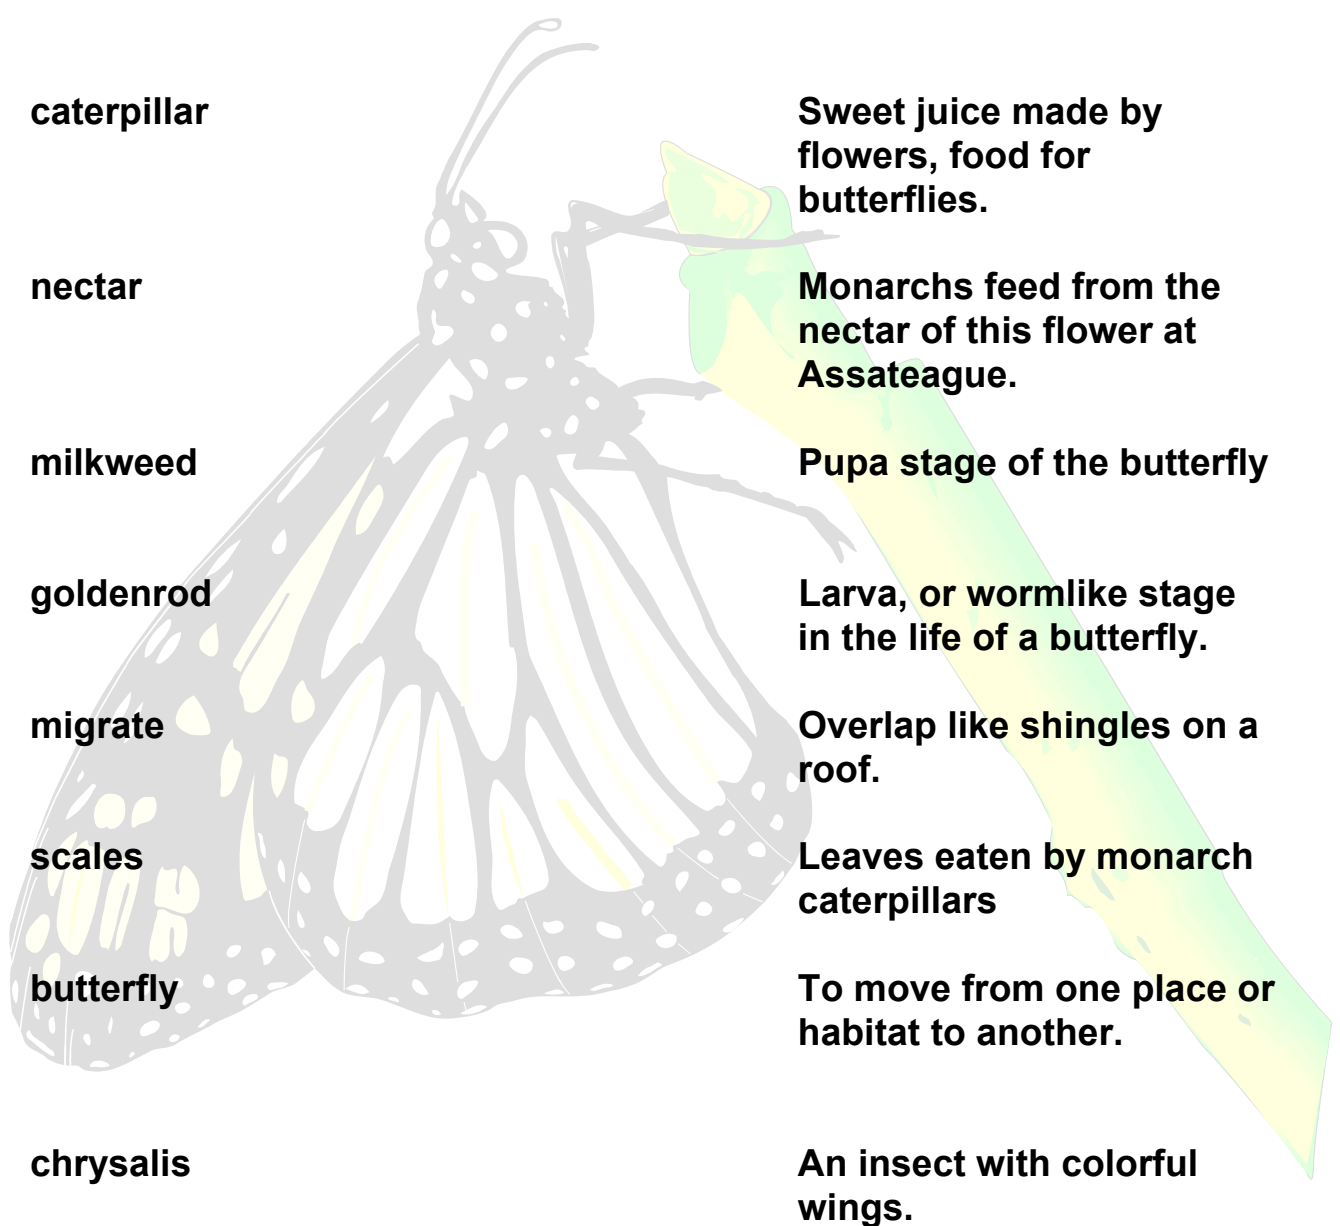 caterpillar
Sweet juice made by
flowers, food for
butterflies.
nectar
Monarchs feed from the
nectar of this flower at
Assateague.
milkweed
Pupa stage of the butterfly
goldenrod
Larva, or wormlike stage
in the life of a butterfly.
migrate
Overlap like shingles on a
roof.
scales
Leaves eaten by monarch
caterpillars
butterfly
To move from one place or
habitat to another.
chrysalis
An insect with colorful
wings.